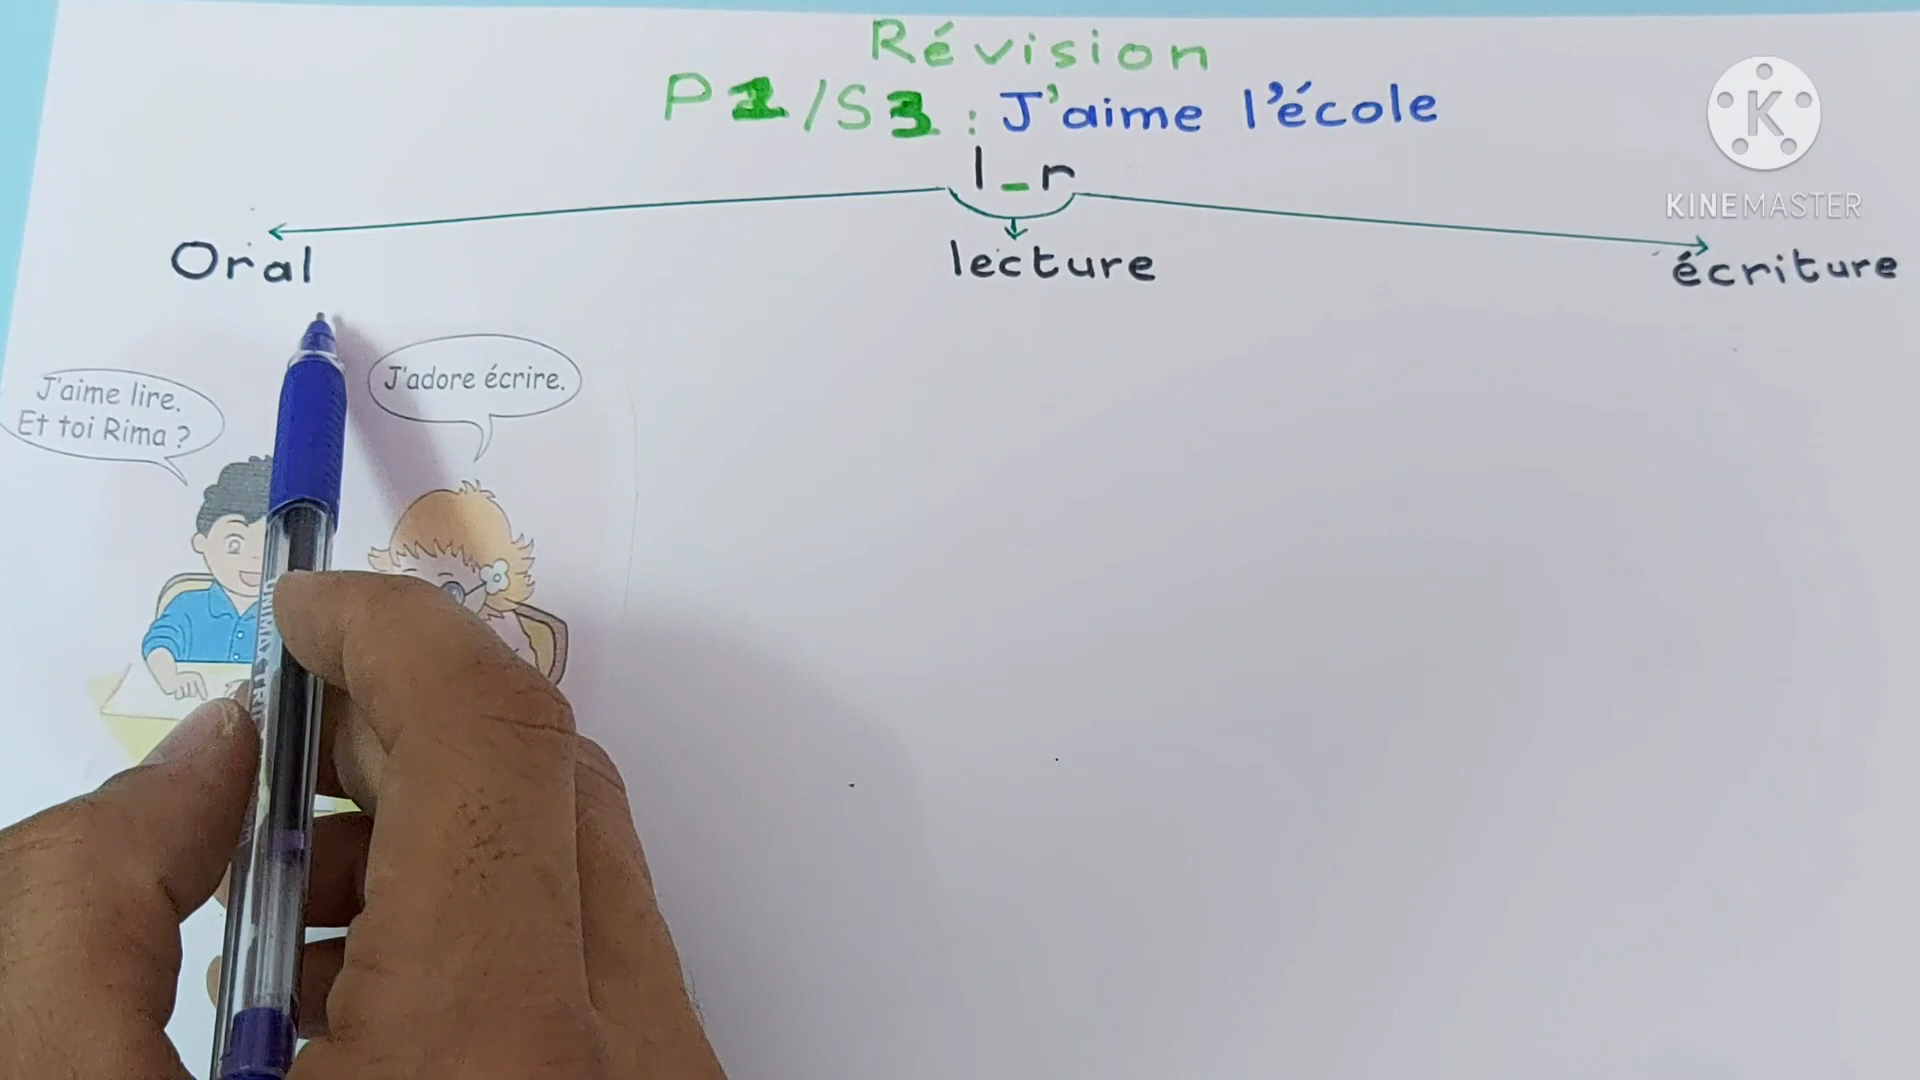 Révision
P1/S3 : J'aime l'école
l_r
Oral
lecture
écriture
J'aime lire.
Et toi Rima ?
J'adore écrire.
KINEMASTER